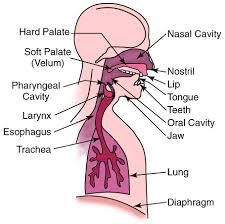 Hard Palate
Soft Palate
(Velum)
Pharyngeal
Cavity
Larynx
Esophagus
Trachea
Nasal Cavity
Nostril
Lip
Tongue
Teeth
Oral Cavity
Jaw
Lung
Diaphragm